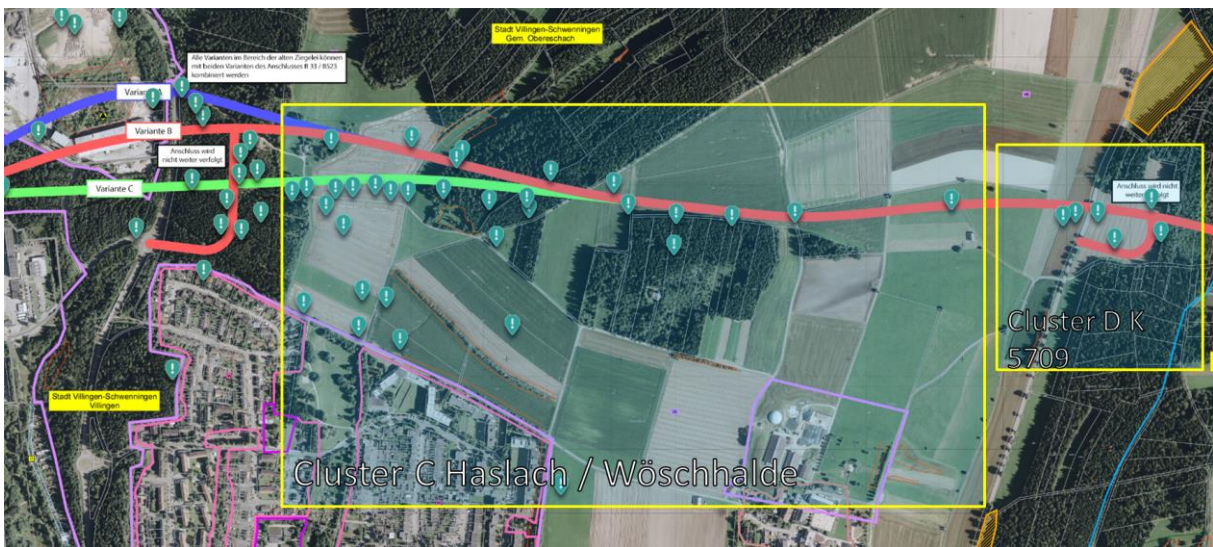 Stadt Villingen-Schwenningen
Gem. Obereschach
Alle Varianten im Bereich der alten Ziegelei können
mit beiden Varianten des Anschlusses B 33 / B523
kombiniert werden
Variante A
Variante B
Anschluss wird
nicht weiter verfolgt
Variante C
Anschluss wird nicht
weiter verfolgt
Cluster D K
5709
Stadt Villingen-Schwenningen
Villingen
Cluster C Haslach / Wöschhalde